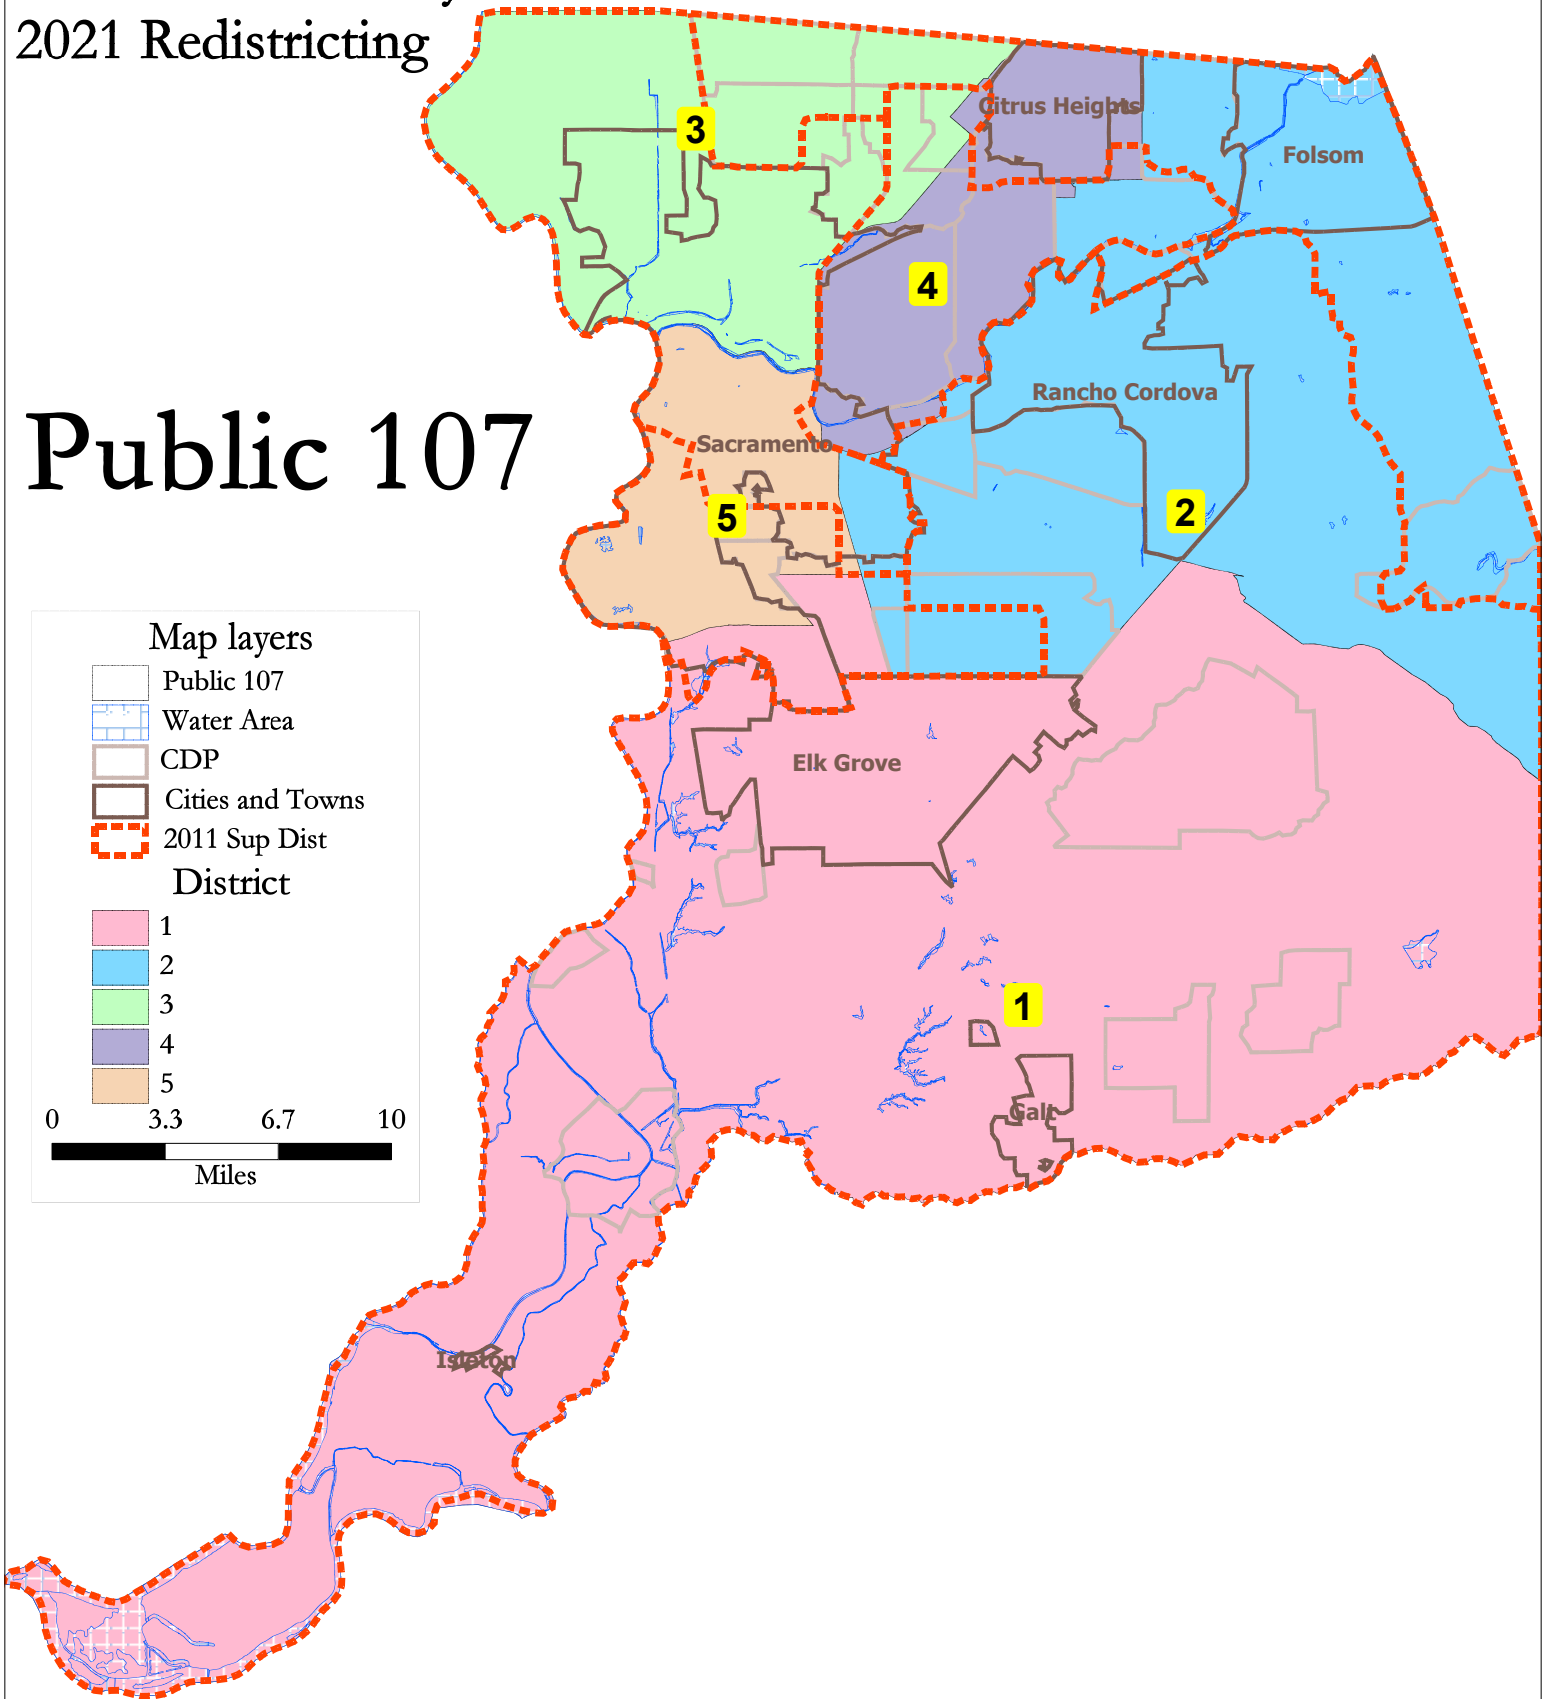 2021 Redistricting
Public 107
Map layers
Public 107
Water Area
CDP
Cities and Towns
2011 Sup Dist
District
1
2
3
4
5
0 3.3 6.7 10
Miles
3
Citrus Heights
Folsom
4
Rancho Cordova
Sacramento
5
2
Elk Grove
1
Galt
Isleton